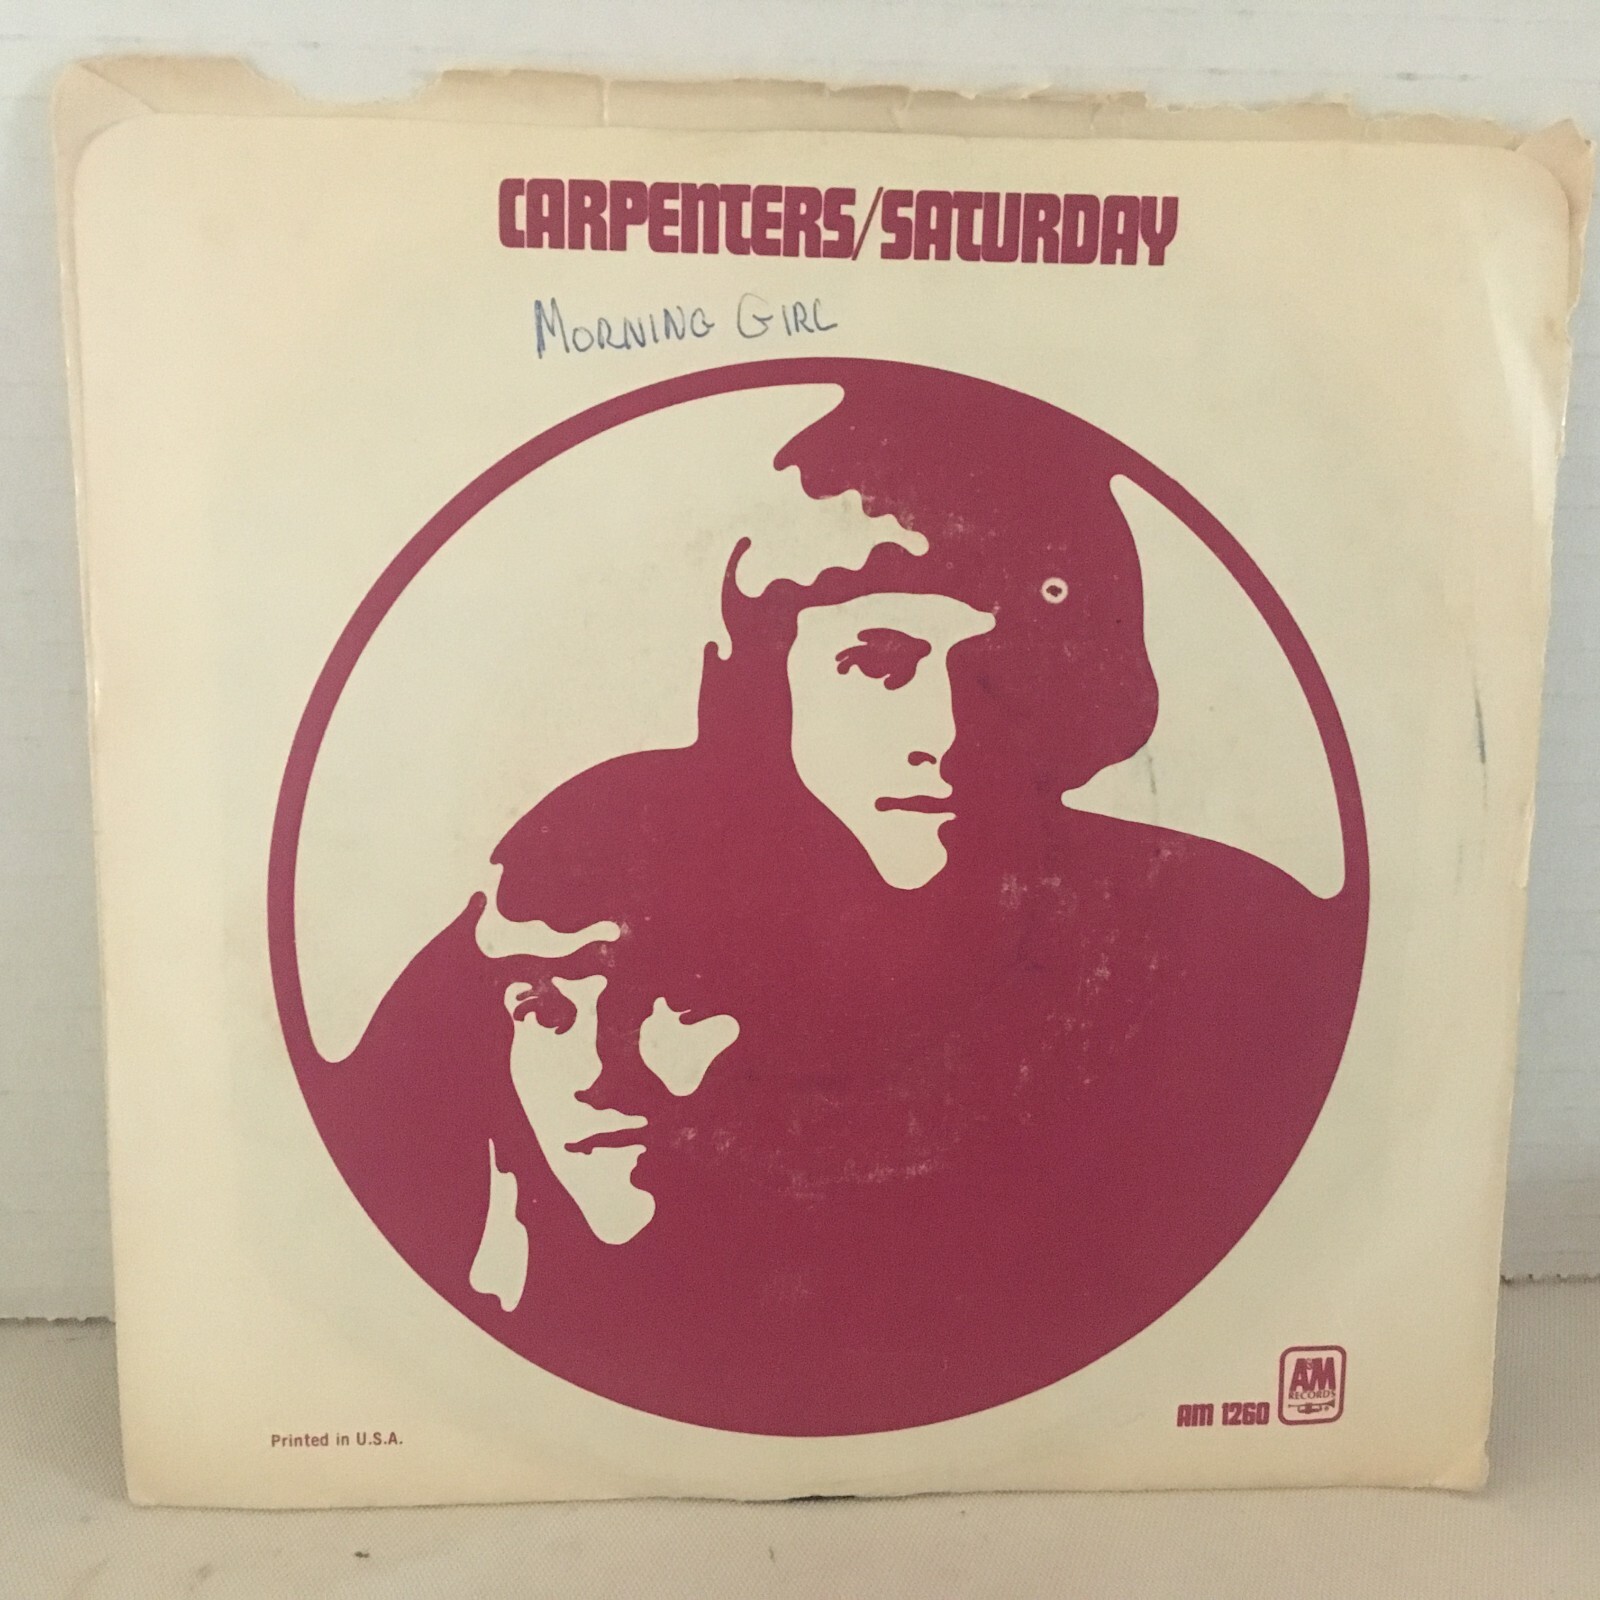 CARPENTERS/SATURDAY
MORNING GIRL
Printed in U.S.A.
AM 1260
A&M
RECORDS